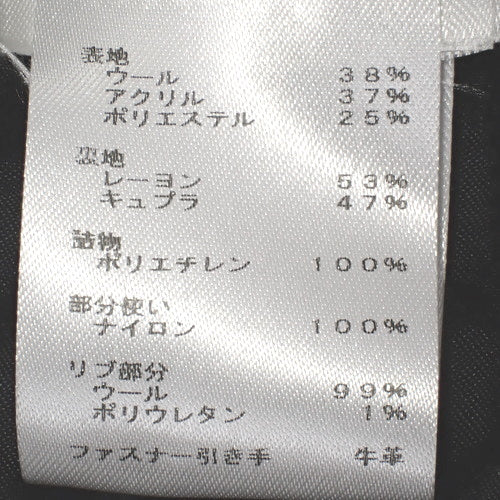 表地
ウール 38%
アクリル 37%
ポリエステル 25%
裏地
レーヨン 53%
キュプラ 47%
詰物
ポリエチレン 100%
部分使い
ナイロン 100%
リブ部分
ウール 99%
ポリウレタン 1%
ファスナー引き手 牛革